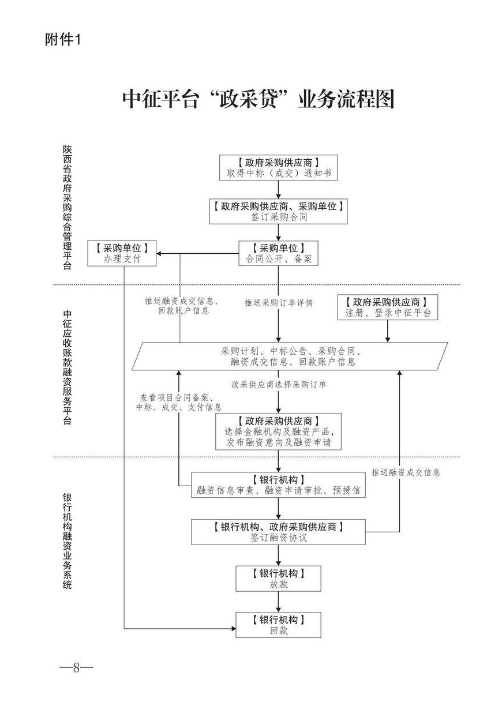 附件1
中征平台“政采贷”业务流程图
陕西省政府采购综合管理平台
【政府采购供应商】
取得中标（成交）通知书
【政府采购供应商、采购单位】
签订采购合同
【采购单位】
办理支付
【采购单位】
合同公开、备案
中征应收账款融资服务平台
推送融资成交信息、
回款账户信息
推送采购订单详情
【政府采购供应商】
注册、登录中征平台
采购计划、中标公告、采购合同、
融资成交信息、回款账户信息
政采供应商选择采购订单
查看项目合同备案、
中标、成交、支付信息
【政府采购供应商】
选择金融机构及融资产品，
发布融资意向及融资申请
银行机构融资业务系统
【银行机构】
融资信息审查、融资申请审批、预授信
推送融资成交信息
【银行机构、政府采购供应商】
签订融资协议
【银行机构】
放款
【银行机构】
回款
—8—